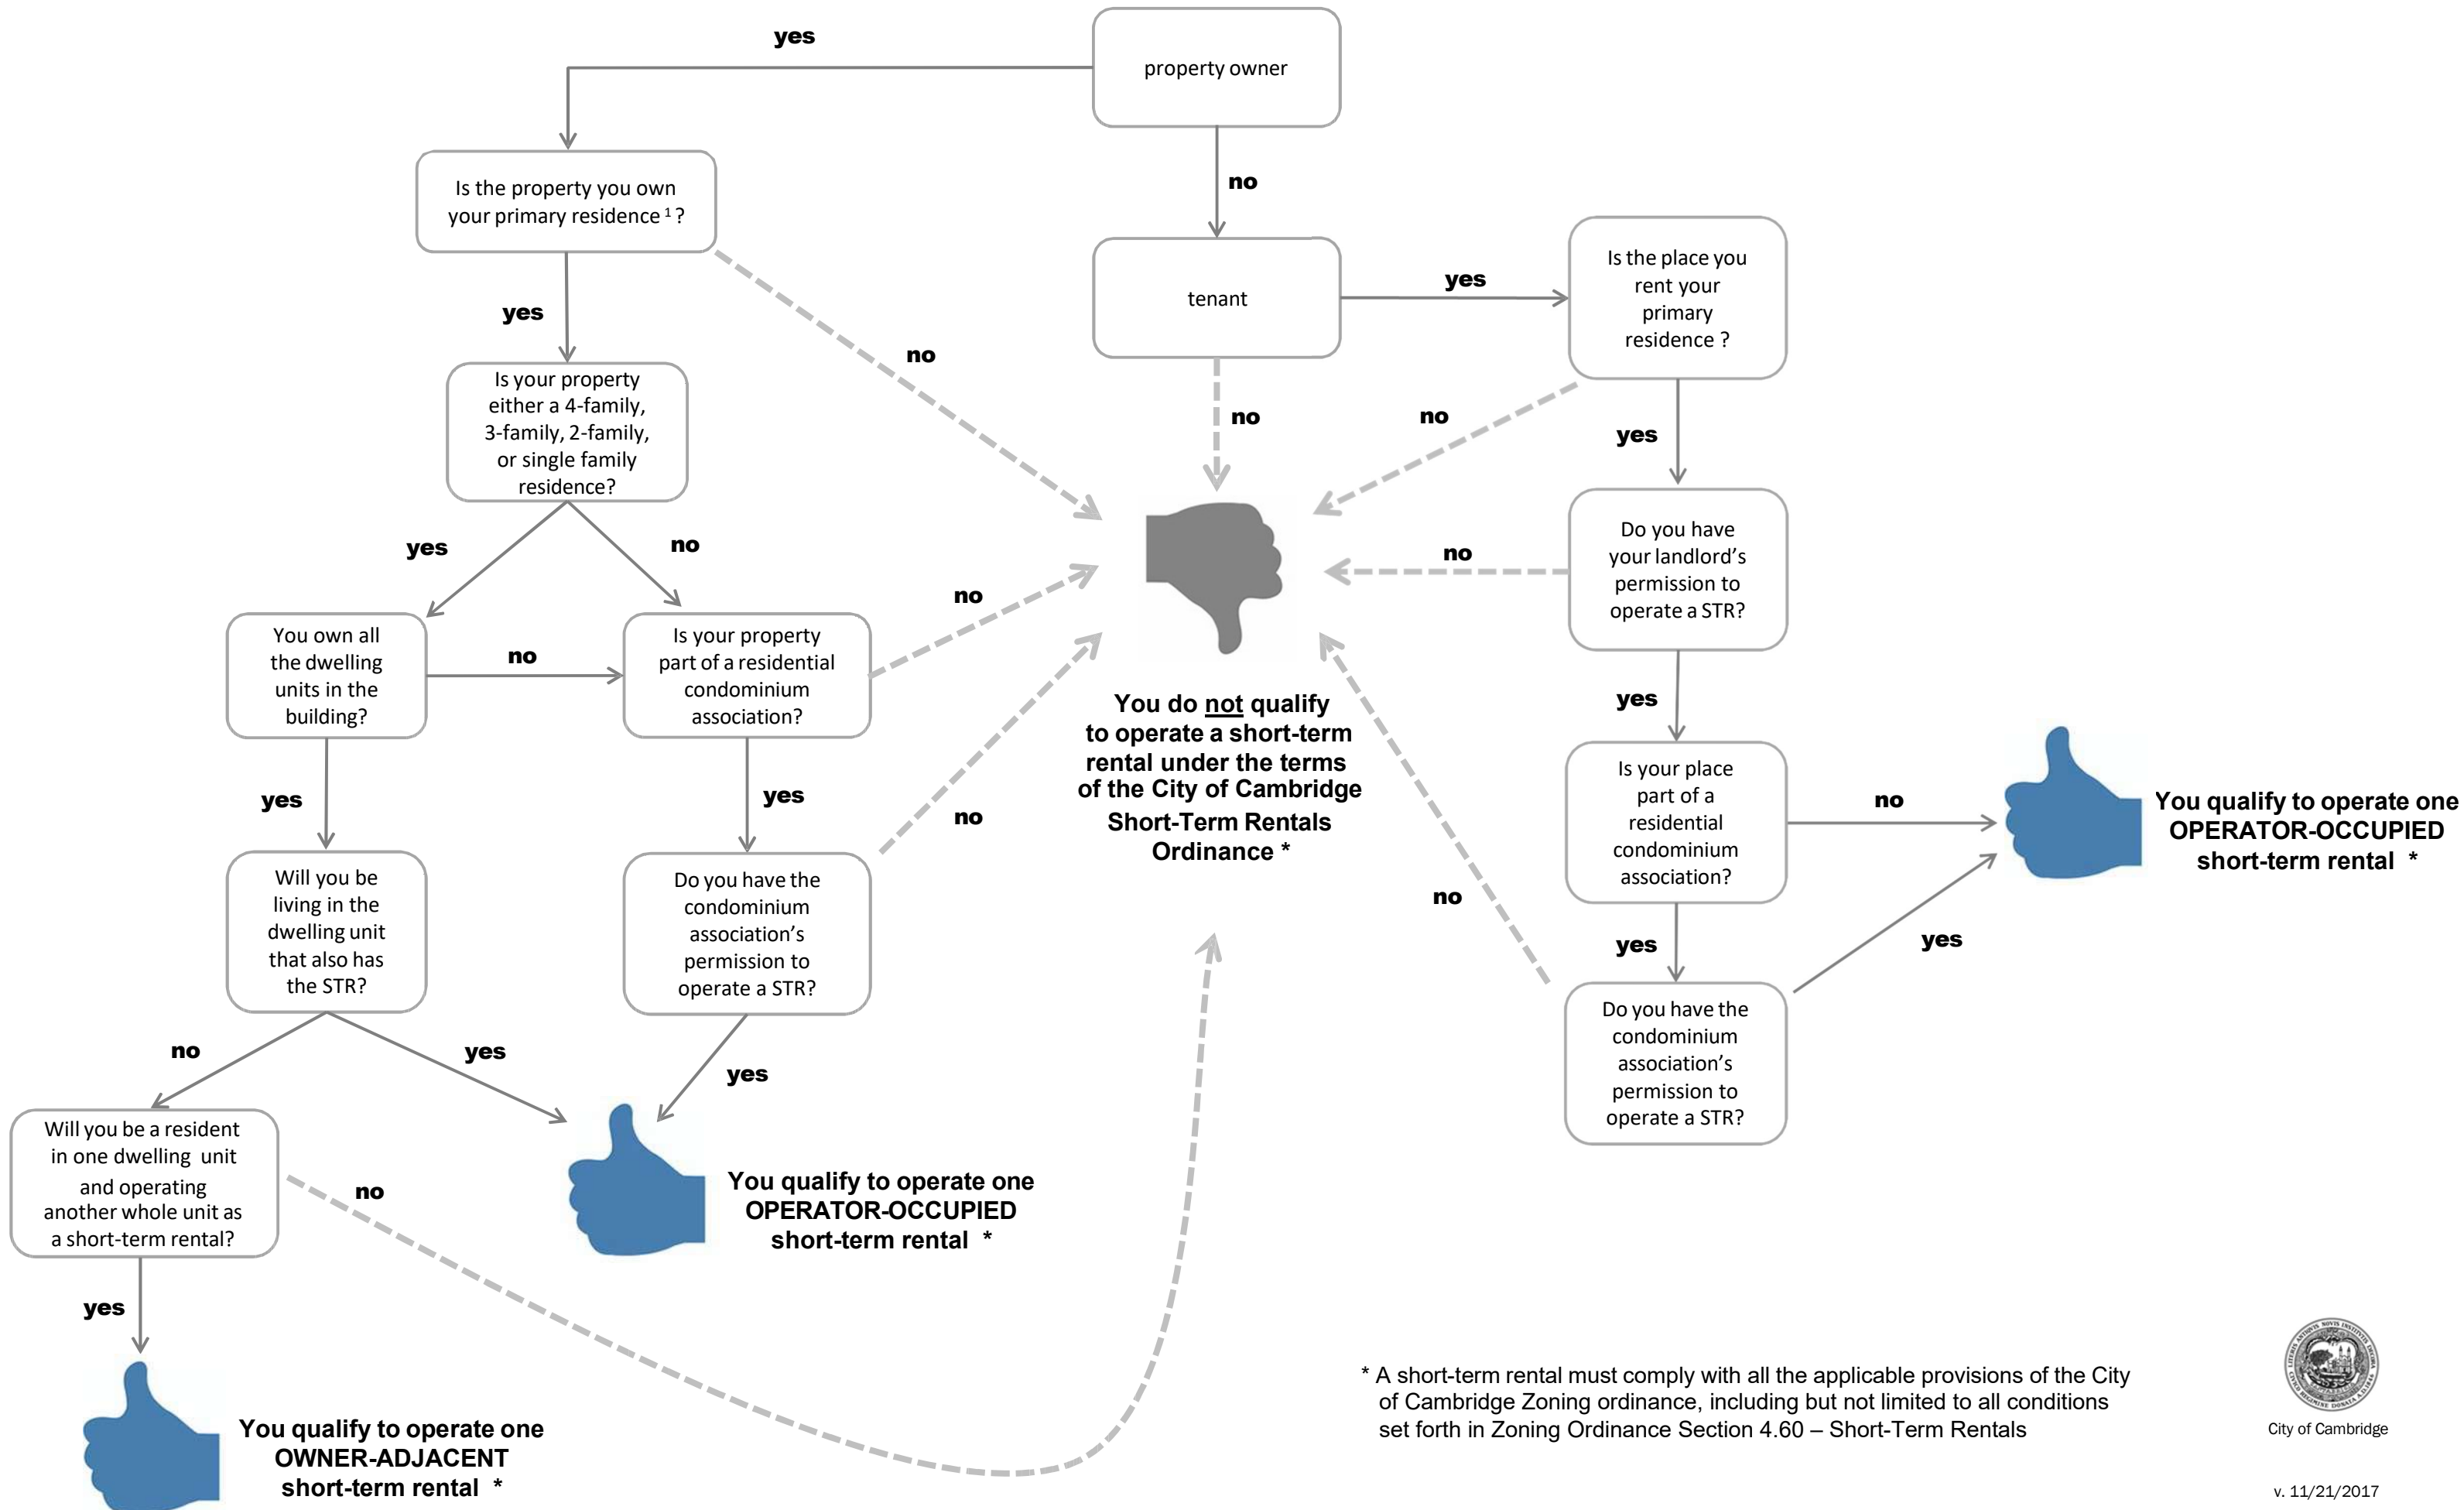 yes
property owner
no
Is the property you own
your primary residence ¹ ?
yes
no
tenant
yes
Is the place you
rent your
primary
residence ?
no
no
yes
Is your property
either a 4-family,
3-family, 2-family,
or single family
residence?
yes
no
Do you have
your landlord’s
permission to
operate a STR?
no
yes
You own all
the dwelling
units in the
building?
no
Is your property
part of a residential
condominium
association?
no
yes
yes
no
You do not qualify
to operate a short-term
rental under the terms
of the City of Cambridge
Short-Term Rentals
Ordinance *
Is your place
part of a
residential
condominium
association?
no
You qualify to operate one
OPERATOR-OCCUPIED
short-term rental *
yes
no
yes
Will you be
living in the
dwelling unit
that also has
the STR?
Do you have the
condominium
association’s
permission to
operate a STR?
Do you have the
condominium
association’s
permission to
operate a STR?
no
yes
yes
Will you be a resident
in one dwelling unit
and operating
another whole unit as
a short-term rental?
no
yes
You qualify to operate one
OPERATOR-OCCUPIED
short-term rental *
You qualify to operate one
OWNER-ADJACENT
short-term rental *
* A short-term rental must comply with all the applicable provisions of the City
of Cambridge Zoning ordinance, including but not limited to all conditions
set forth in Zoning Ordinance Section 4.60 – Short-Term Rentals
City of Cambridge
v. 11/21/2017